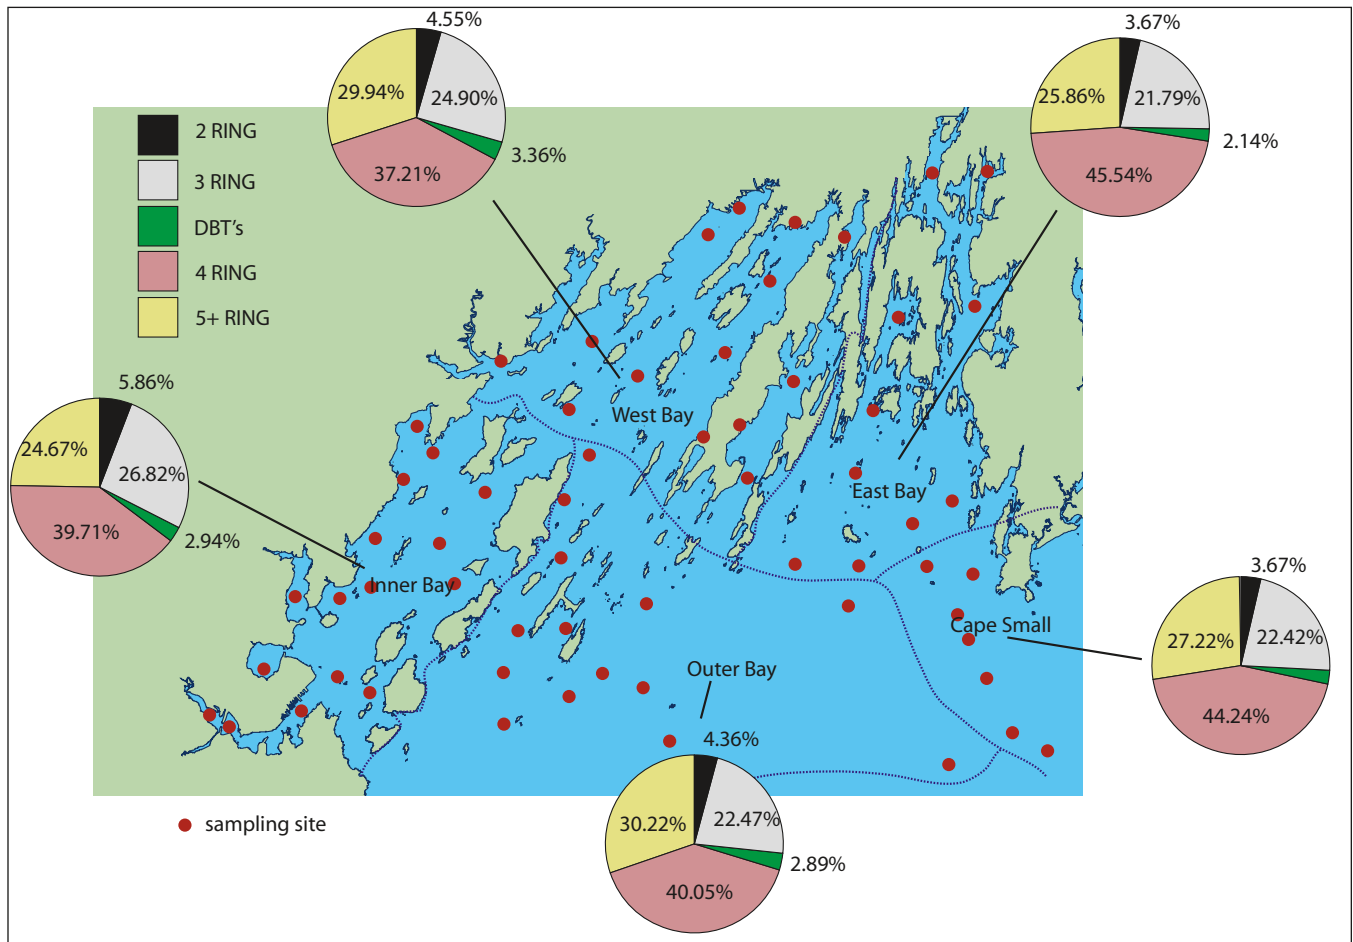 4.55%
29.94%
24.90%
3.36%
37.21%
3.67%
25.86%
21.79%
2.14%
45.54%
2 RING
3 RING
DBT's
4 RING
5+ RING
5.86%
24.67%
26.82%
39.71%
2.94%
West Bay
East Bay
Inner Bay
Cape Small
Outer Bay
3.67%
27.22%
22.42%
44.24%
4.36%
30.22%
22.47%
2.89%
40.05%
sampling site